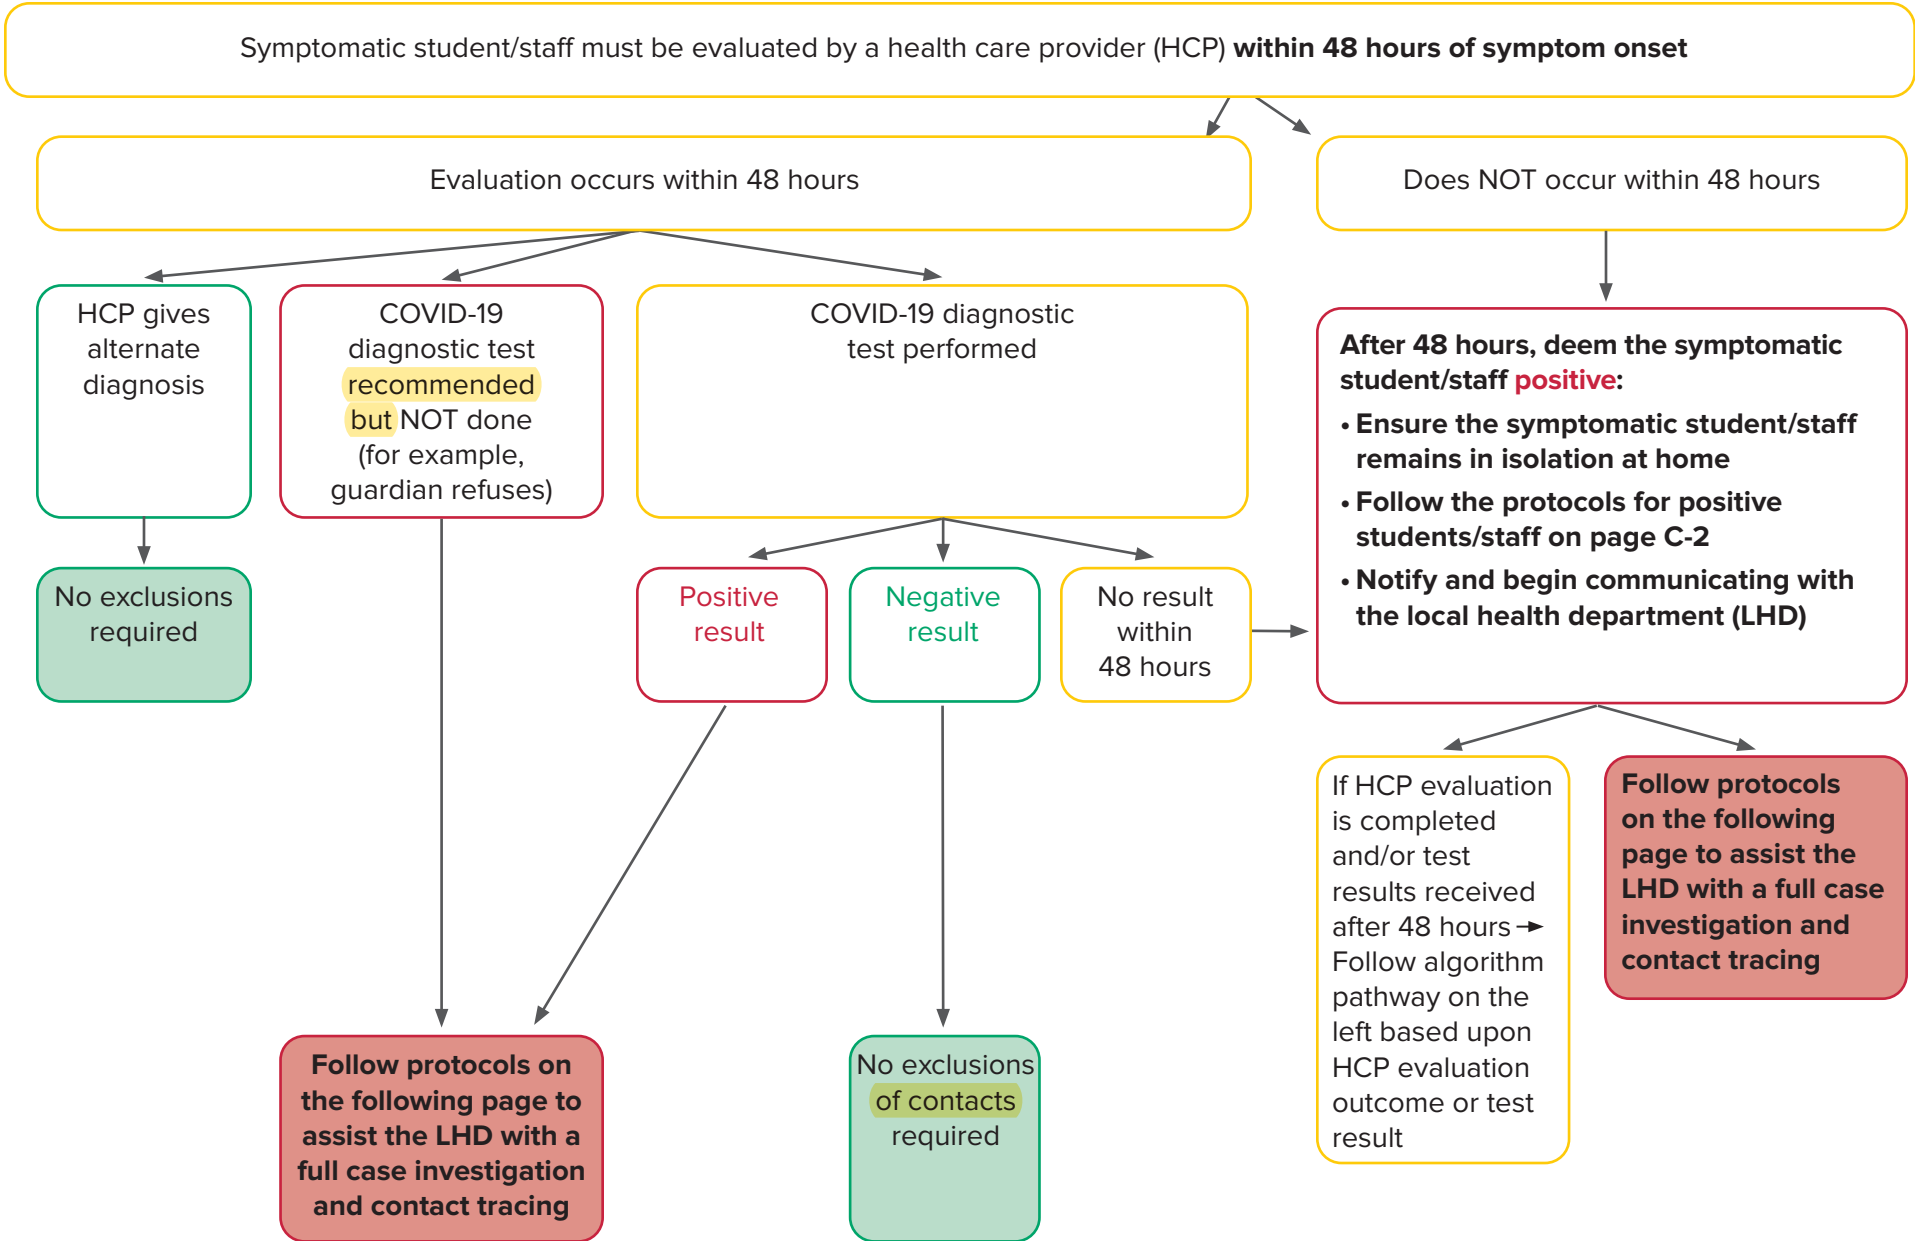 Symptomatic student/staff must be evaluated by a health care provider (HCP) within 48 hours of symptom onset
Evaluation occurs within 48 hours
Does NOT occur within 48 hours
HCP gives
alternate
diagnosis
COVID-19
diagnostic test
recommended
but NOT done
(for example,
guardian refuses)
COVID-19 diagnostic
test performed
After 48 hours, deem the symptomatic
student/staff positive:
• Ensure the symptomatic student/staff
remains in isolation at home
• Follow the protocols for positive
students/staff on page C-2
• Notify and begin communicating with
the local health department (LHD)
No exclusions
required
Positive
result
Negative
result
No result
within
48 hours
If HCP evaluation
is completed
and/or test
results received
after 48 hours →
Follow algorithm
pathway on the
left based upon
HCP evaluation
outcome or test
result
Follow protocols
on the following
page to assist the
LHD with a full case
investigation and
contact tracing
Follow protocols on
the following page to
assist the LHD with a
full case investigation
and contact tracing
No exclusions
of contacts
required